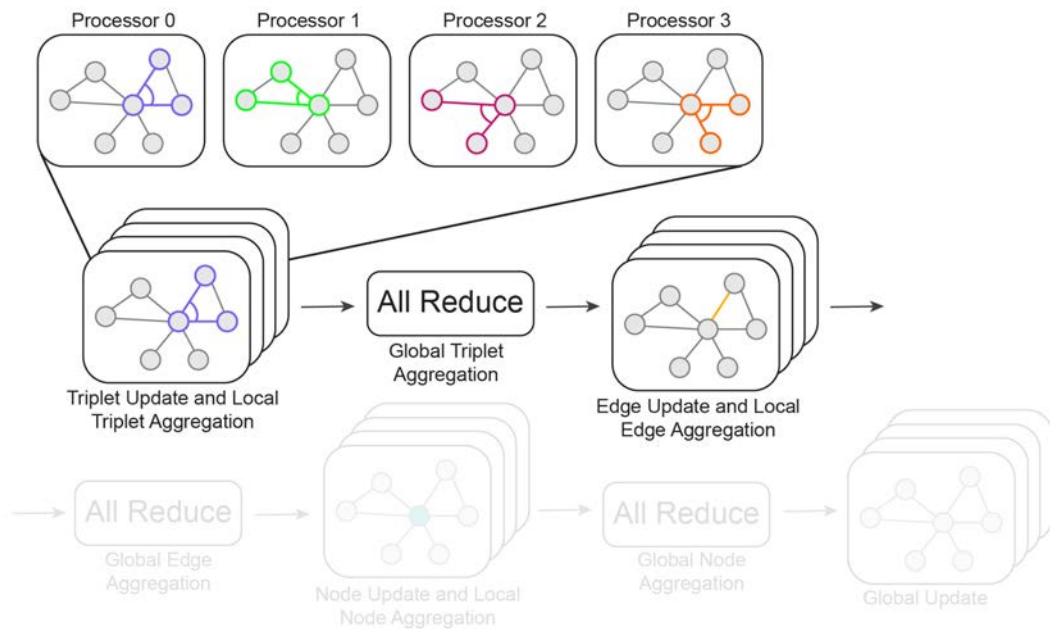 Processor 0
Processor 1
Processor 2
Processor 3
All Reduce
Global Triplet
Aggregation
Triplet Update and Local
Triplet Aggregation
Edge Update and Local
Edge Aggregation
All Reduce
Global Edge
Aggregation
Node Update and Local
Node Aggregation
All Reduce
Global Node
Aggregation
Global Update